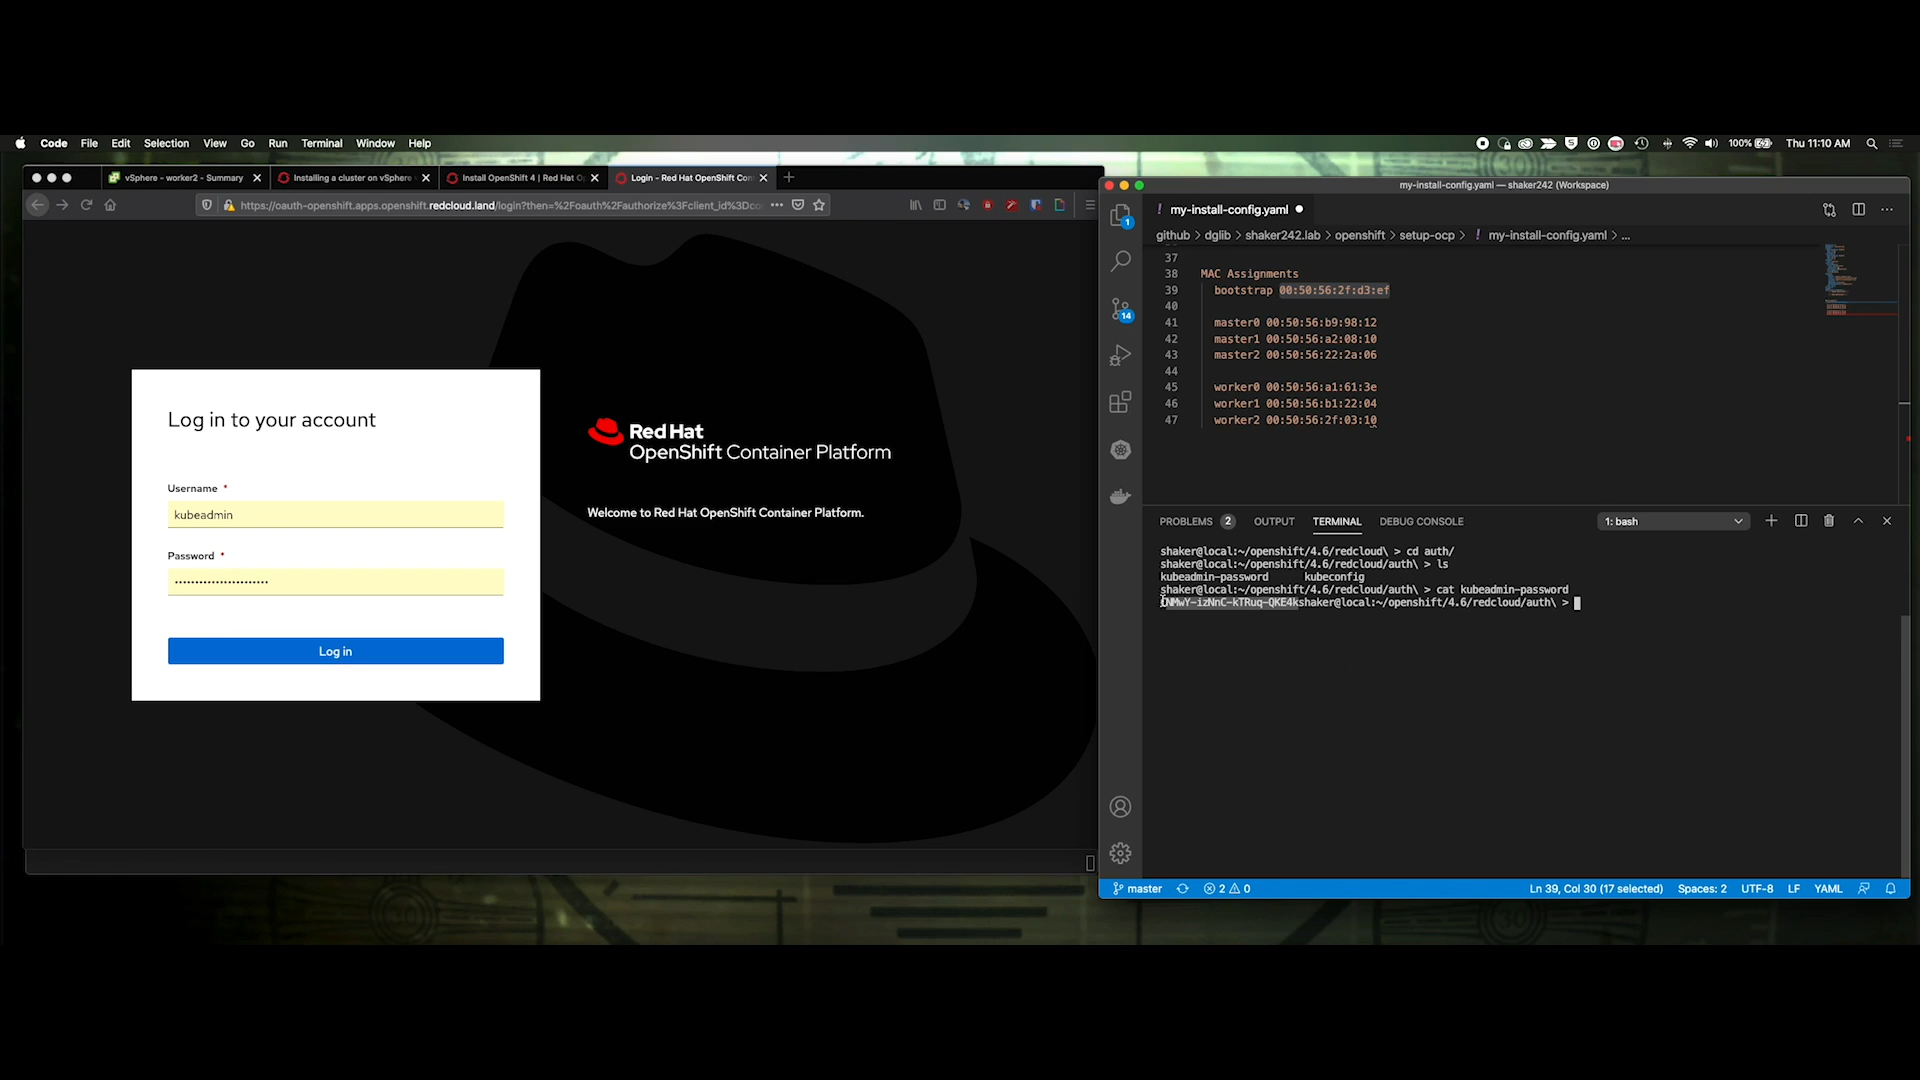 Code File Edit Selection View Go Run Terminal Window Help
100% Thu 11:10 AM
vSphere - worker2 - Summary
Installing a cluster on vSphere
Install OpenShift 4 | Red Hat O
Login - Red Hat OpenShift Con
https://oauth-openshift.apps.openshift.redcloud.land/login?then=%2Foauth%2Fauthorize%3Fclient_id%3Dco
Log in to your account
Username *
kubeadmin
Password *
Log in
Red Hat
OpenShift Container Platform
Welcome to Red Hat OpenShift Container Platform.
my-install-config.yaml — shaker242 (Workspace)
! my-install-config.yaml
github > dglib > shaker242.lab > openshift > setup-ocp > ! my-install-config.yaml > ...
1
14
37
38 MAC Assignments
39 bootstrap 00:50:56:2f:d3:ef
40
41 master0 00:50:56:b9:98:12
42 master1 00:50:56:a2:08:10
43 master2 00:50:56:22:2a:06
44
45 worker0 00:50:56:a1:61:3e
46 worker1 00:50:56:b1:22:04
47 worker2 00:50:56:2f:03:10
PROBLEMS 2 OUTPUT TERMINAL DEBUG CONSOLE 1: bash
shaker@local:~/openshift/4.6/redcloud\ > cd auth/
shaker@local:~/openshift/4.6/redcloud/auth\ > ls
kubeadmin-password kubeconfig
shaker@local:~/openshift/4.6/redcloud/auth\ > cat kubeadmin-password
shaker@local:~/openshift/4.6/redcloud/auth\ >
master 2 0 Ln 39, Col 30 (17 selected) Spaces: 2 UTF-8 LF YAML